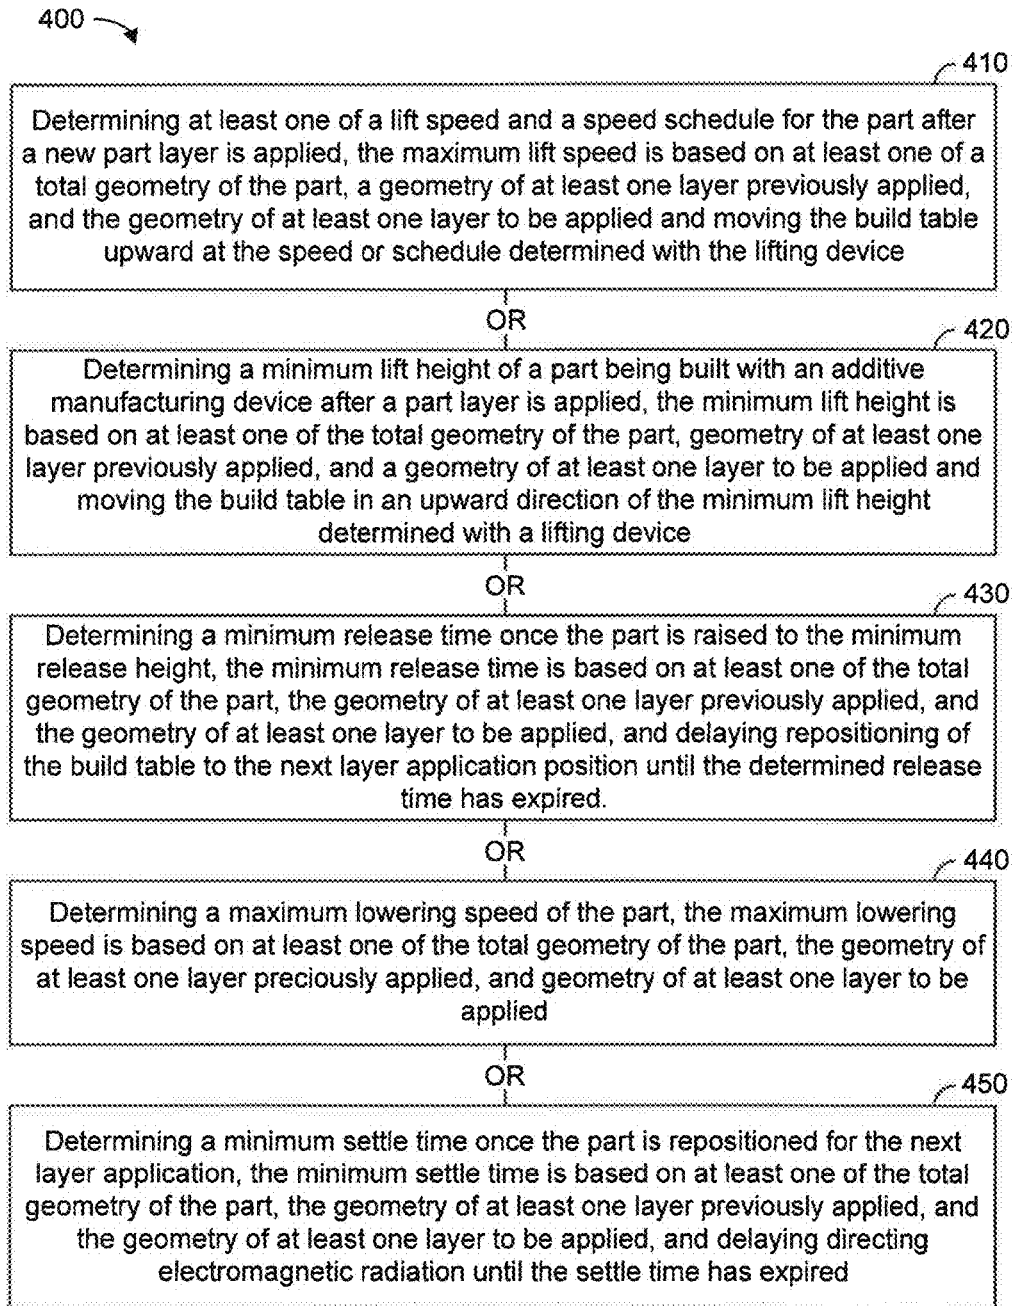 400
410
Determining at least one of a lift speed and a speed schedule for the part after
a new part layer is applied, the maximum lift speed is based on at least one of a
total geometry of the part, a geometry of at least one layer previously applied,
and the geometry of at least one layer to be applied and moving the build table
upward at the speed or schedule determined with the lifting device
OR
420
Determining a minimum lift height of a part being built with an additive
manufacturing device after a part layer is applied, the minimum lift height is
based on at least one of the total geometry of the part, geometry of at least one
layer previously applied, and a geometry of at least one layer to be applied and
moving the build table in an upward direction of the minimum lift height
determined with a lifting device
OR
430
Determining a minimum release time once the part is raised to the minimum
release height, the minimum release time is based on at least one of the total
geometry of the part, the geometry of at least one layer previously applied, and
the geometry of at least one layer to be applied, and delaying repositioning of
the build table to the next layer application position until the determined release
time has expired.
OR
440
Determining a maximum lowering speed of the part, the maximum lowering
speed is based on at least one of the total geometry of the part, the geometry of
at least one layer preciously applied, and geometry of at least one layer to be
applied
OR
450
Determining a minimum settle time once the part is repositioned for the next
layer application, the minimum settle time is based on at least one of the total
geometry of the part, the geometry of at least one layer previously applied, and
the geometry of at least one layer to be applied, and delaying directing
electromagnetic radiation until the settle time has expired